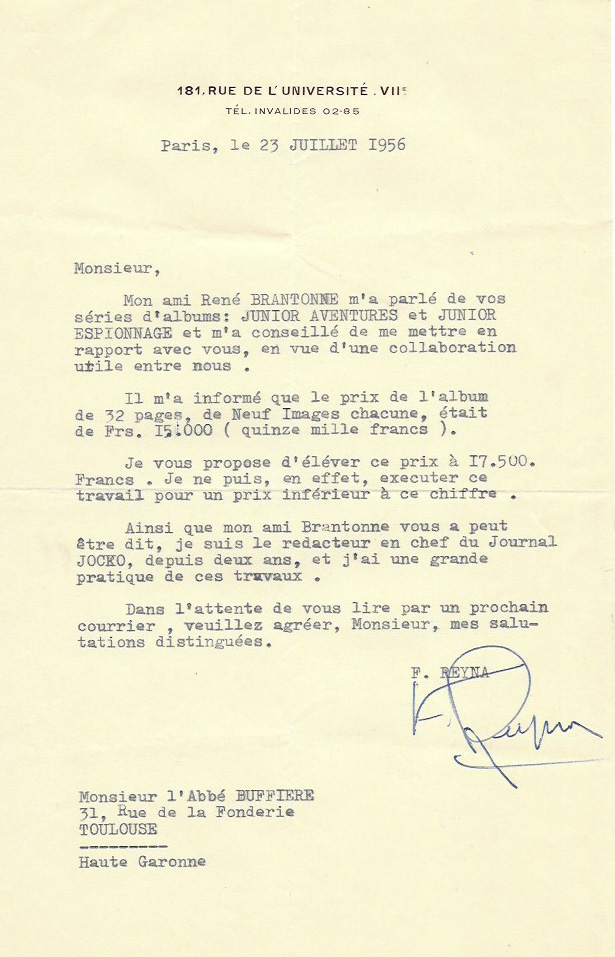 181, RUE DE L'UNIVERSITÉ . VIIᵉ
TÉL. INVALIDES 02-65
Paris, le 23 JUILLET I956
Monsieur,
Mon ami René BRANTONNE m'a parlé de vos
séries d'albums: JUNIOR AVENTURES et JUNIOR
ESPIONNAGE et m'a conseillé de me mettre en
rapport avec vous, en vue d'une collaboration
utile entre nous .
Il m'a informé que le prix de l'album
de 32 pages, de Neuf Images chacune, était
de Frs. I5.000 ( quinze mille francs ).
Je vous propose d'éléver ce prix à I7.500.
Francs . Je ne puis, en effet, executer ce
travail pour un prix inférieur à ce chiffre .
Ainsi que mon ami Brantonne vous a peut
être dit, je suis le redacteur en chef du Journal
JOCKO, depuis deux ans, et j'ai une grande
pratique de ces travaux .
Dans l'attente de vous lire par un prochain
courrier , veuillez agréer, Monsieur, mes salu-
tations distinguées.
F. REYNA
F. Reyna
Monsieur l'Abbé BUFFIERE
31, Rue de la Fonderie
TOULOUSE
---------
Haute Garonne